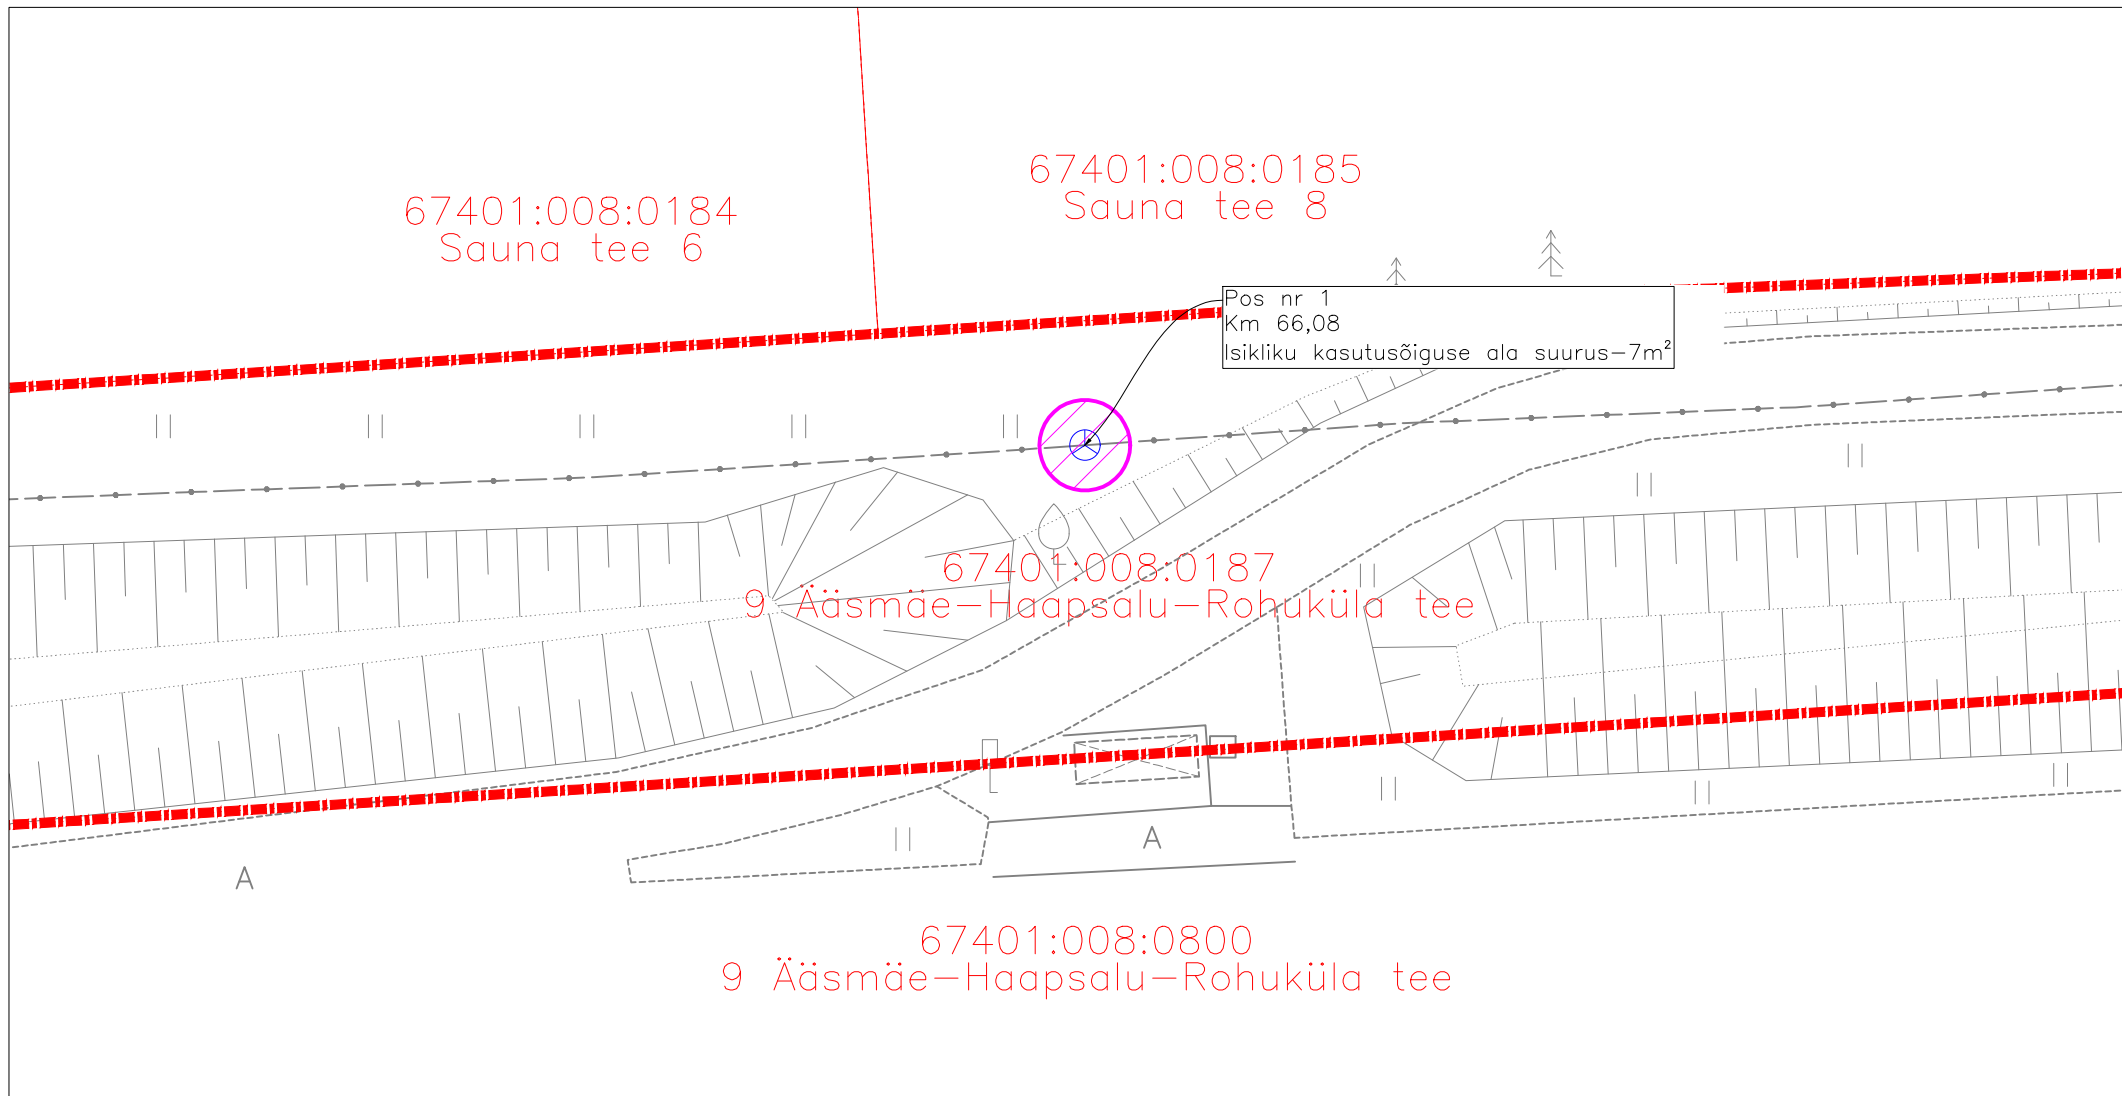 67401:008:0185
Sauna tee 8
67401:008:0184
Sauna tee 6
Pos nr 1
Km 66,08
Isikliku kasutusõiguse ala suurus-7m²
67401:008:0187
9 Ääsmäe-Haapsalu-Rohuküla tee
A
A
67401:008:0800
9 Ääsmäe-Haapsalu-Rohuküla tee